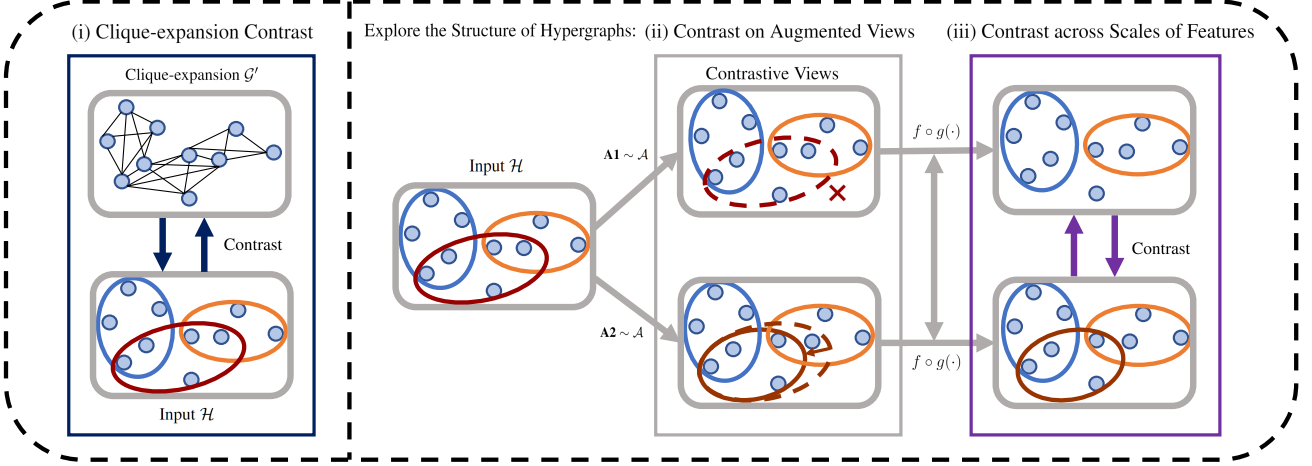 (i) Clique-expansion Contrast
Clique-expansion 𝒢′
Contrast
Input ℋ
Explore the Structure of Hypergraphs: (ii) Contrast on Augmented Views (iii) Contrast across Scales of Features
Input ℋ
A1 ~ 𝒜
A2 ~ 𝒜
Contrastive Views
f ∘ g(·)
f ∘ g(·)
Contrast